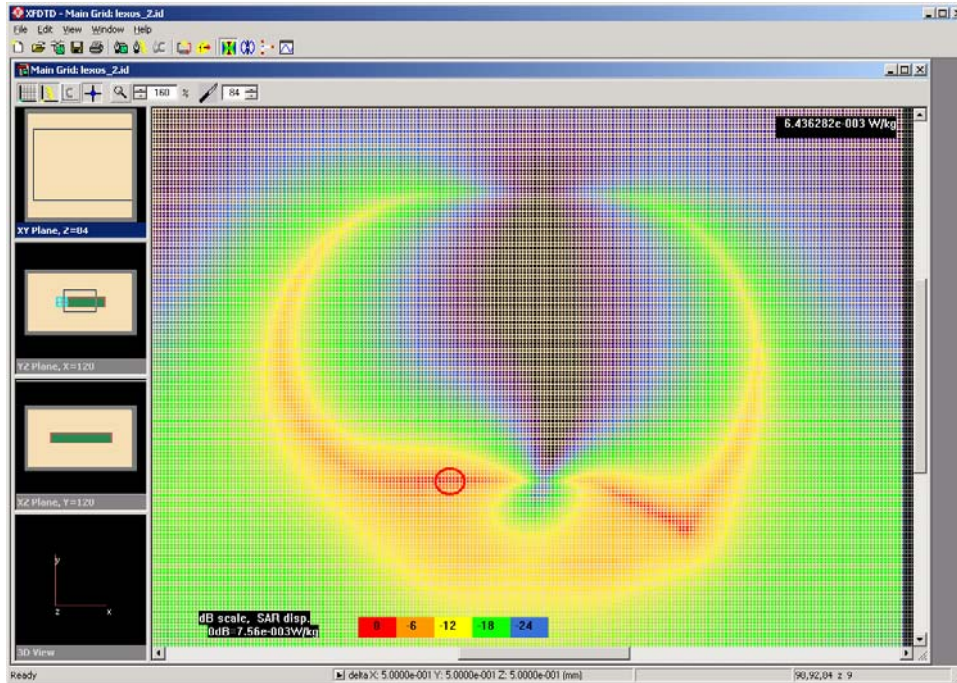 XFDTD - Main Grid: lexus_2.id
File Edit View Window Help
Main Grid: lexus_2.id
160 % 84
6.436282e-003 W/kg
XY Plane, Z=84
YZ Plane, X=120
XZ Plane, Y=120
y
z x
3D View
dB scale, SAR disp.
0dB=7.56e-003W/kg
0 -6 -12 -18 -24
Ready delta X: 5.0000e-001 Y: 5.0000e-001 Z: 5.0000e-001 (mm) 98,92,84 z 9